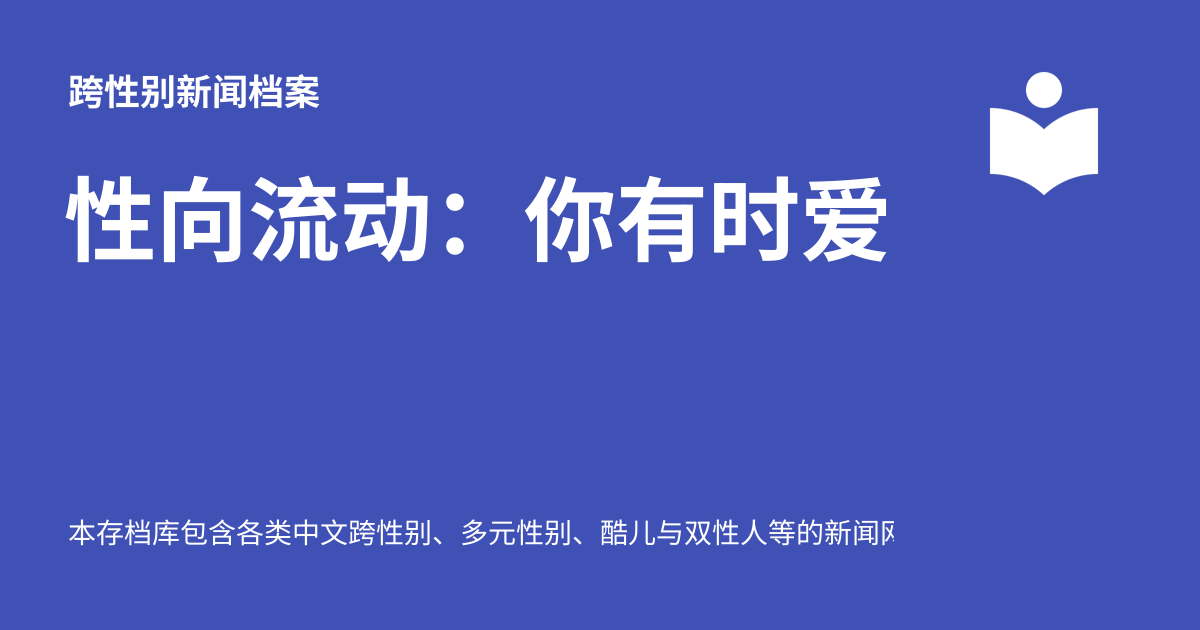 跨性别新闻档案
性向流动：你有时爱
本存档库包含各类中文跨性别、多元性别、酷儿与双性人等的新闻